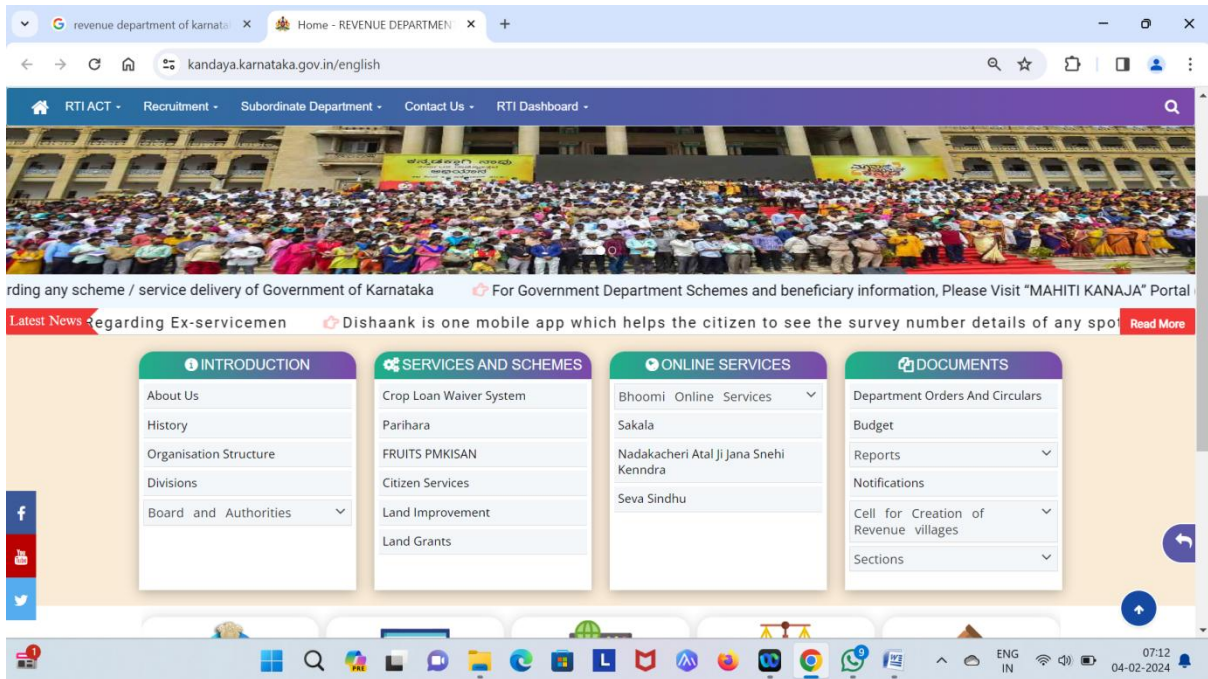 revenue department of karnata
Home - REVENUE DEPARTMEN
kandaya.karnataka.gov.in/english
RTI ACT
Recruitment
Subordinate Department
Contact Us
RTI Dashboard
rding any scheme / service delivery of Government of Karnataka
For Government Department Schemes and beneficiary information, Please Visit “MAHITI KANAJA” Portal
Latest News
Regarding Ex-servicemen
Dishaank is one mobile app which helps the citizen to see the survey number details of any spot
Read More
INTRODUCTION
About Us
History
Organisation Structure
Divisions
Board and Authorities
SERVICES AND SCHEMES
Crop Loan Waiver System
Parihara
FRUITS PMKISAN
Citizen Services
Land Improvement
Land Grants
ONLINE SERVICES
Bhoomi Online Services
Sakala
Nadakacheri Atal Ji Jana Snehi
Kenndra
Seva Sindhu
DOCUMENTS
Department Orders And Circulars
Budget
Reports
Notifications
Cell for Creation of
Revenue villages
Sections
ENG
IN
07:12
04-02-2024